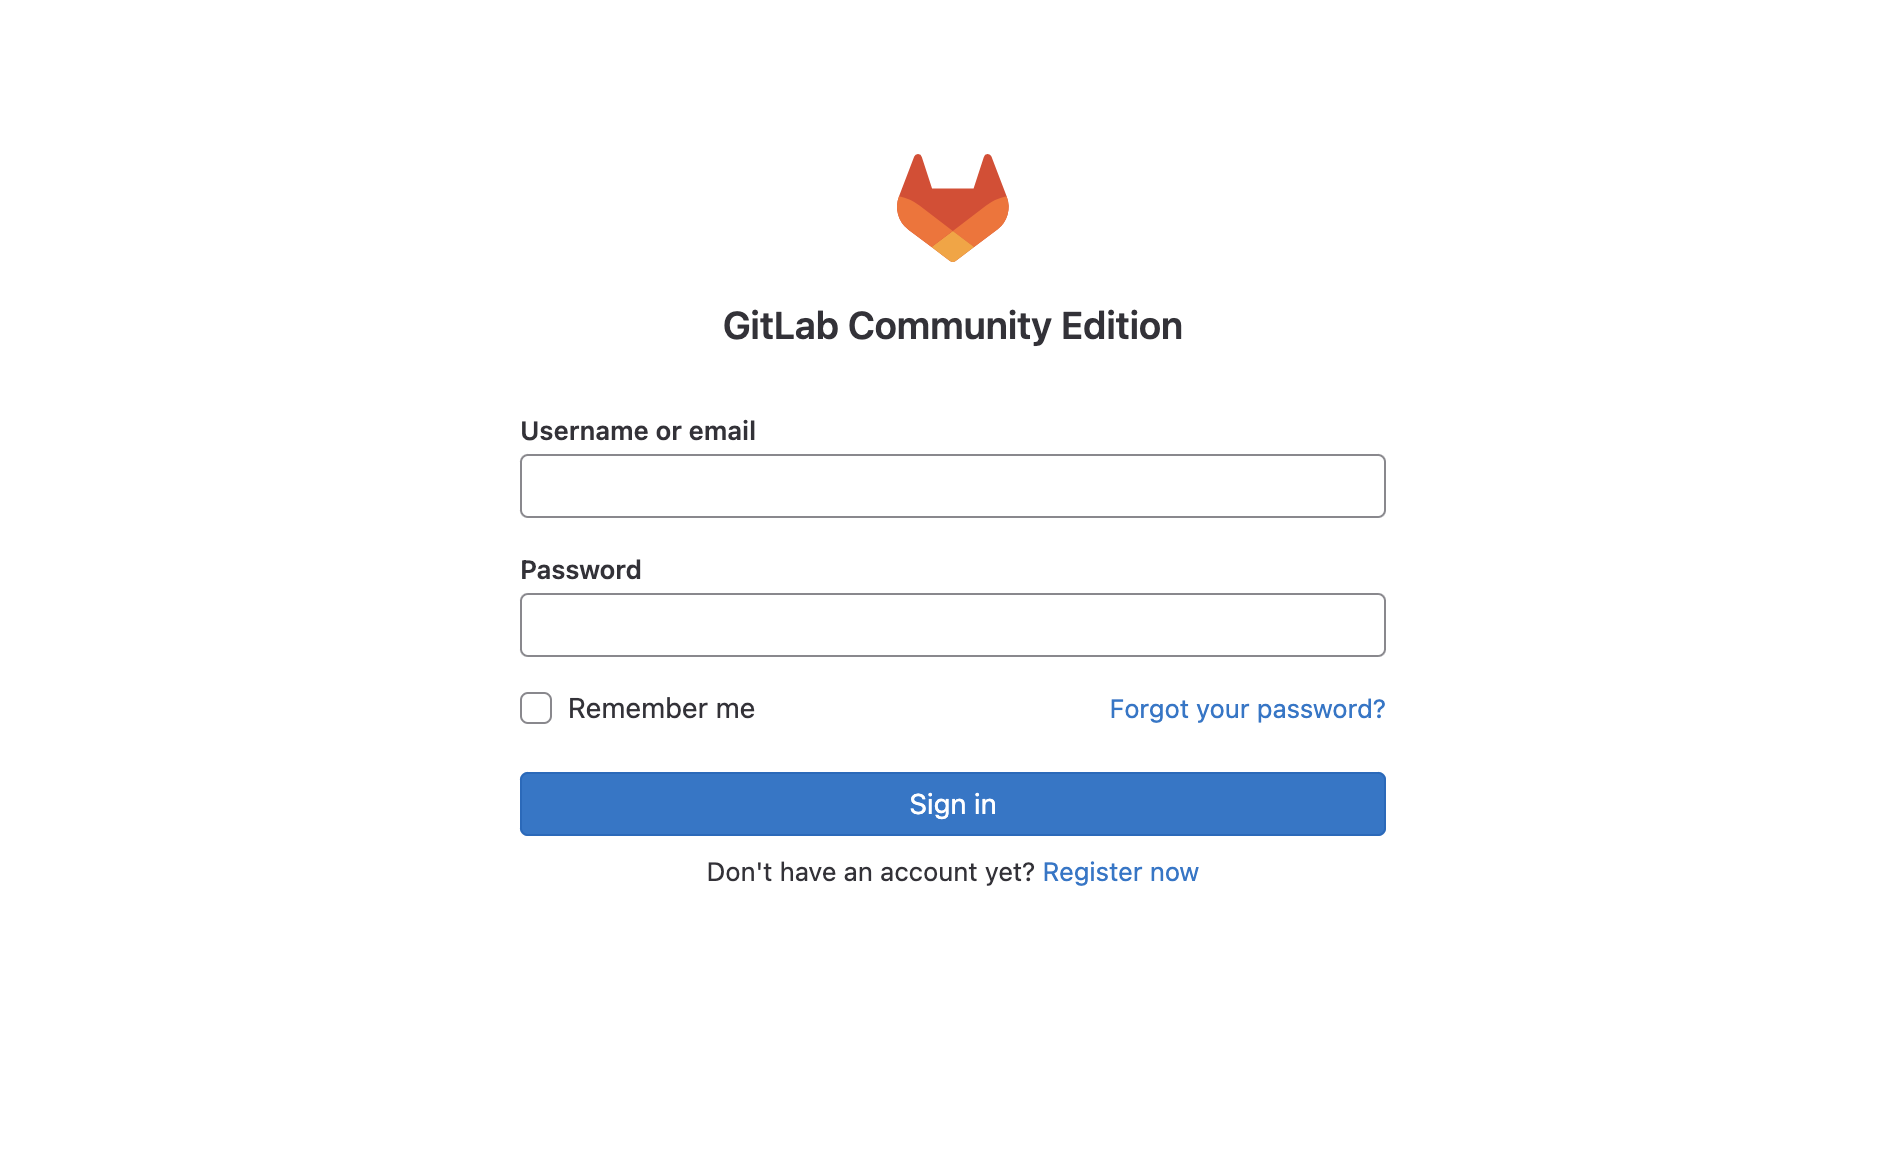 GitLab Community Edition
Username or email
Password
Remember me
Forgot your password?
Sign in
Don't have an account yet? Register now